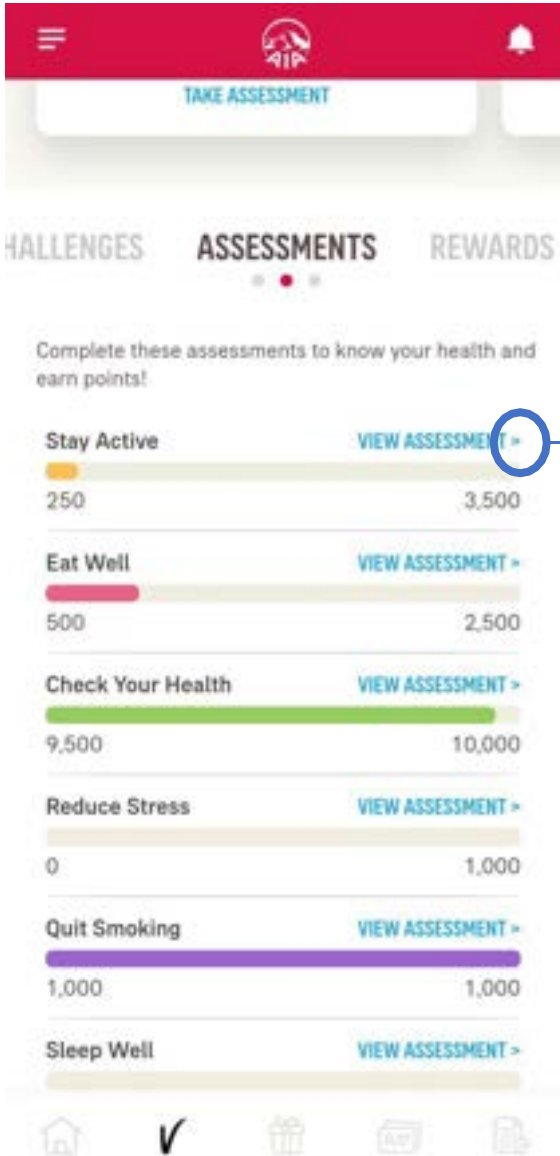 AIA
TAKE ASSESSMENT
HALLENGES ASSESSMENTS REWARDS
Complete these assessments to know your health and
earn points!
Stay Active VIEW ASSESSMENT >
250 3,500
Eat Well VIEW ASSESSMENT >
500 2,500
Check Your Health VIEW ASSESSMENT >
9,500 10,000
Reduce Stress VIEW ASSESSMENT >
0 1,000
Quit Smoking VIEW ASSESSMENT >
1,000 1,000
Sleep Well VIEW ASSESSMENT >